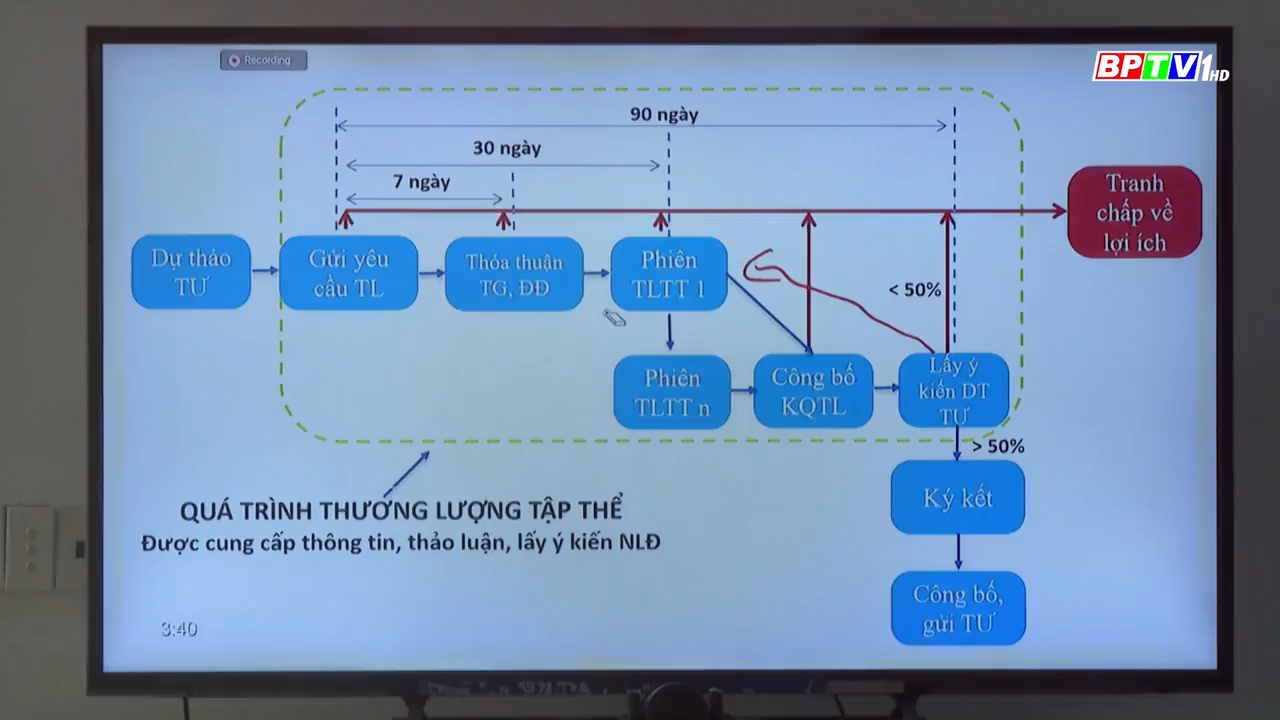 Recording...
BPTV1HD
90 ngày
30 ngày
7 ngày
Tranh
chấp về
lợi ích
Dự thảo
TƯ
Gửi yêu
cầu TL
Thỏa thuận
TG, ĐĐ
Phiên
TLTT 1
< 50%
Phiên
TLTT n
Công bố
KQTL
Lấy ý
kiến DT
TƯ
> 50%
Ký kết
QUÁ TRÌNH THƯƠNG LƯỢNG TẬP THỂ
Được cung cấp thông tin, thảo luận, lấy ý kiến NLĐ
Công bố,
gửi TƯ
3:40